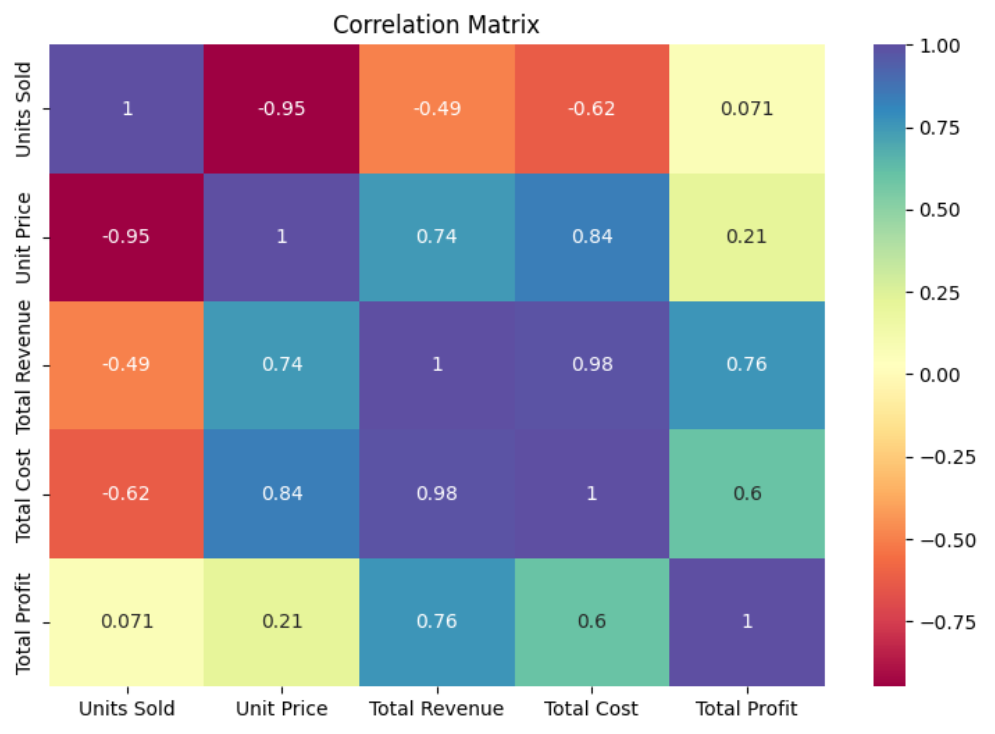 Correlation Matrix
Units Sold 1 -0.95 -0.49 -0.62 0.071
Unit Price -0.95 1 0.74 0.84 0.21
Total Revenue -0.49 0.74 1 0.98 0.76
Total Cost -0.62 0.84 0.98 1 0.6
Total Profit 0.071 0.21 0.76 0.6 1
Units Sold Unit Price Total Revenue Total Cost Total Profit
1.00
0.75
0.50
0.25
0.00
−0.25
−0.50
−0.75